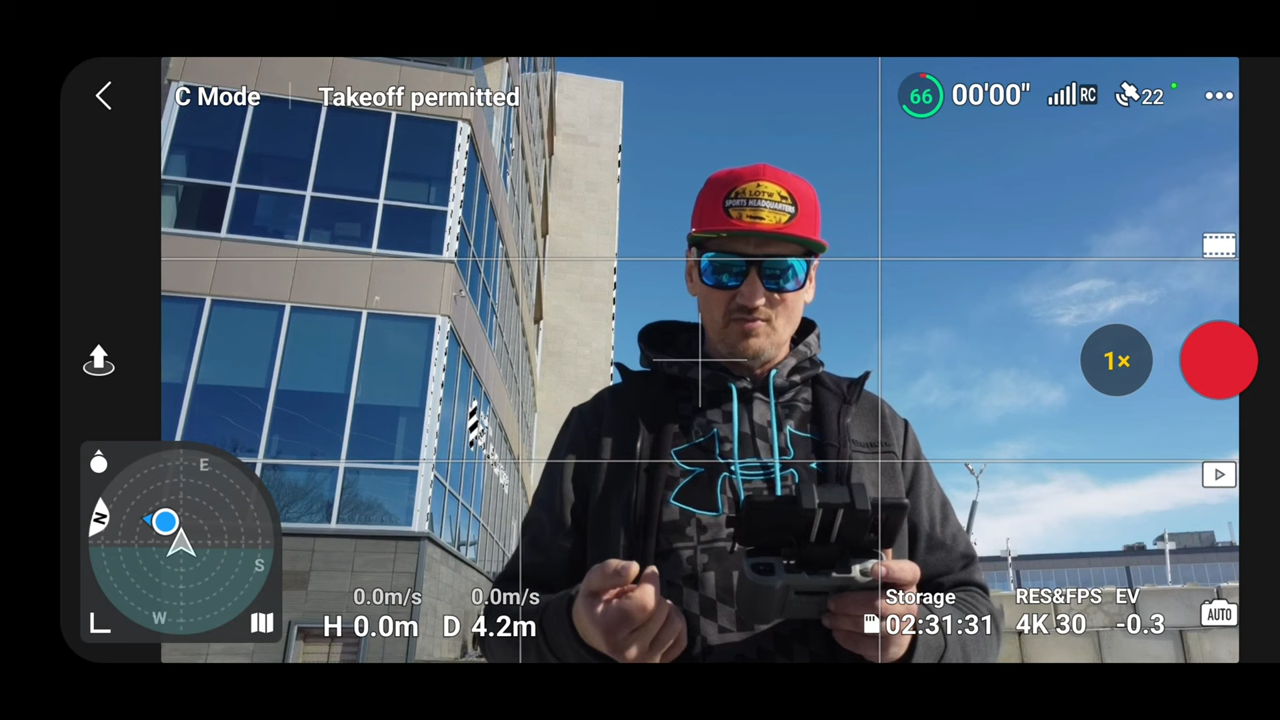 C Mode
Takeoff permitted
66
00'00"
RC
22
LOTW
SPORTS HEADQUARTERS
1×
E
N
S
W
0.0m/s
0.0m/s
H 0.0m
D 4.2m
Storage
02:31:31
RES&FPS
4K 30
EV
-0.3
AUTO